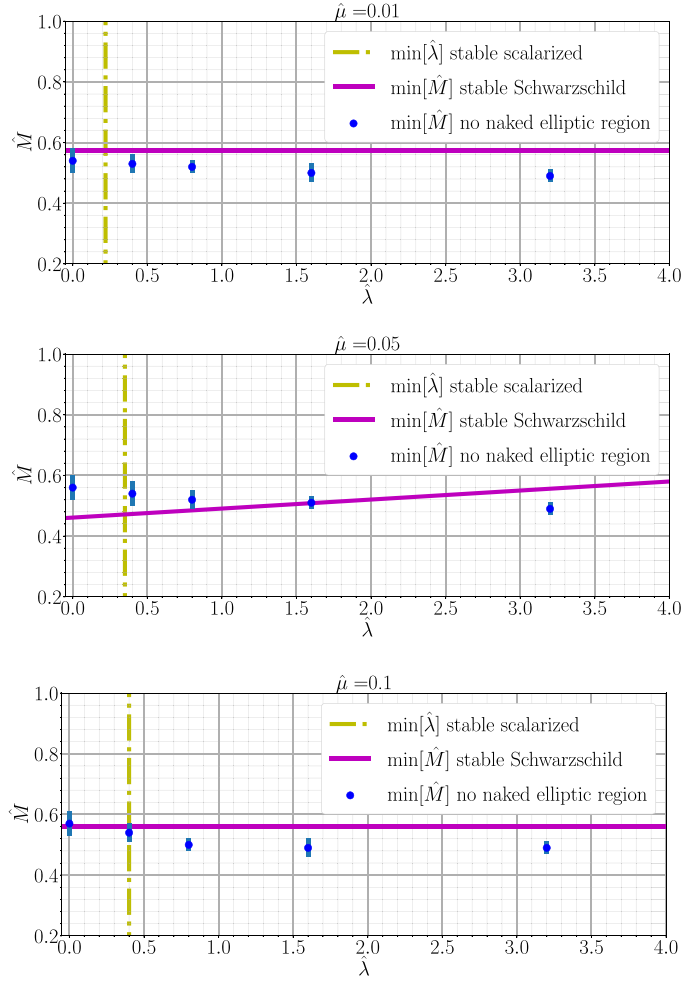 μ̂ =0.01
1.0
0.8
0.6
0.4
0.2
M̂
min[λ̂] stable scalarized
min[M̂] stable Schwarzschild
min[M̂] no naked elliptic region
0.0 0.5 1.0 1.5 2.0 2.5 3.0 3.5 4.0
λ̂
μ̂ =0.05
1.0
0.8
0.6
0.4
0.2
M̂
min[λ̂] stable scalarized
min[M̂] stable Schwarzschild
min[M̂] no naked elliptic region
0.0 0.5 1.0 1.5 2.0 2.5 3.0 3.5 4.0
λ̂
μ̂ =0.1
1.0
0.8
0.6
0.4
0.2
M̂
min[λ̂] stable scalarized
min[M̂] stable Schwarzschild
min[M̂] no naked elliptic region
0.0 0.5 1.0 1.5 2.0 2.5 3.0 3.5 4.0
λ̂